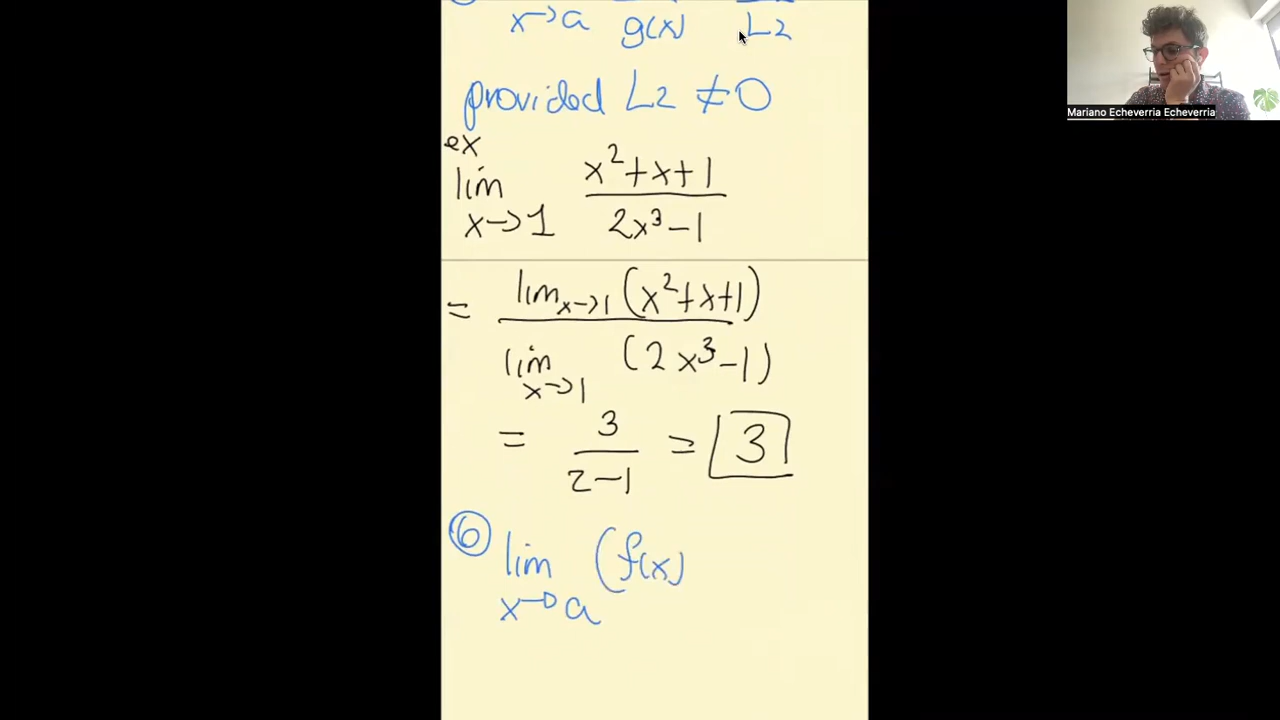 x→a g(x) L2
provided L2 ≠ 0
ex
lim x→1 x²+x+1 / 2x³-1
= lim x→1 (x²+x+1) / lim x→1 (2x³-1)
= 3 / 2-1 = 3
⑥ lim x→a (f(x)
Mariano Echeverria Echeverria